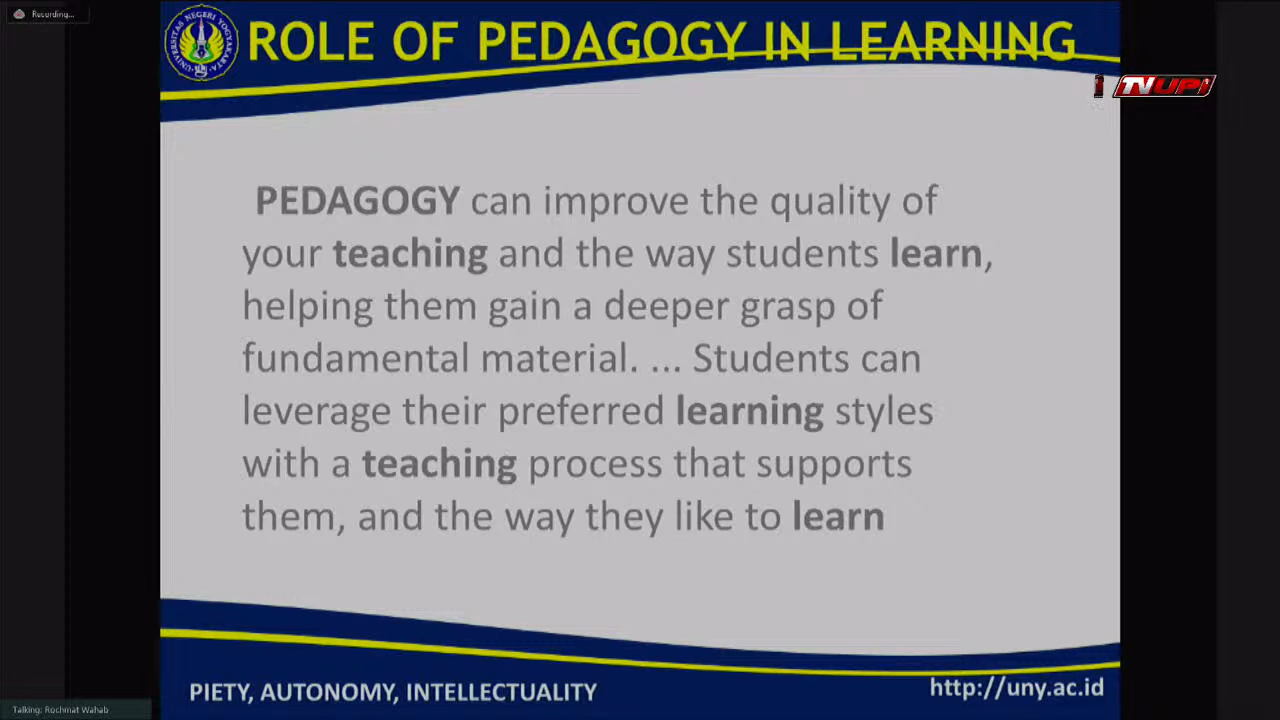 Recording...
ROLE OF PEDAGOGY IN LEARNING
UNIVERSITAS NEGERI YOGYAKARTA
TVUPI
PEDAGOGY can improve the quality of
your teaching and the way students learn,
helping them gain a deeper grasp of
fundamental material. ... Students can
leverage their preferred learning styles
with a teaching process that supports
them, and the way they like to learn
PIETY, AUTONOMY, INTELLECTUALITY
http://uny.ac.id
Talking: Rochmat Wahab